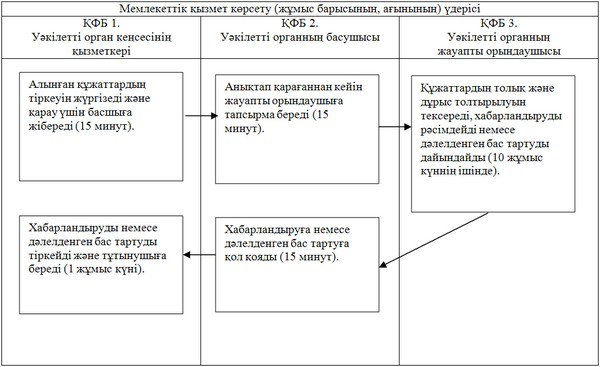 Мемлекеттік қызмет көрсету (жұмыс барысының, ағынының) үдерісі
ҚФБ 1.
Уәкілетті орган кенсесінің
қызметкері
ҚФБ 2.
Уәкілетті органның басушысы
ҚФБ 3.
Уәкілетті органның
жауапты орындаушысы
Алынған құжаттардың
тіркеуін жүргізеді және
қарау үшін басшыға
жібереді (15 минут).
Анықтап қарағаннан кейін
жауапты орындаушыға
тапсырма береді (15
минут).
Құжаттардын толық және
дұрыс толтырылуын
тексереді, хабарландыруды
рәсімдейді немесе
дәлелденген бас тартуды
дайындайды (10 жұмыс
күннің ішінде).
Хабарландыруды немесе
дәлелденген бас тартуды
тіркейді және тұтынушыға
береді (1 жұмыс күні).
Хабарландыруға немесе
дәлелденген бас тартуға
қол қояды (15 минут).